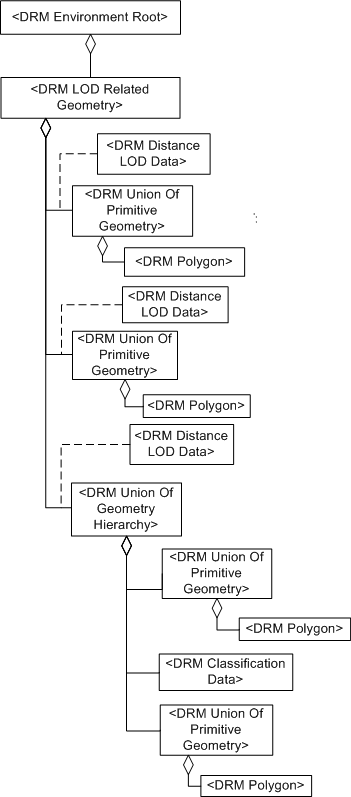 <DRM Environment Root>
<DRM LOD Related
Geometry>
<DRM Distance
LOD Data>
<DRM Union Of
Primitive
Geometry>
<DRM Polygon>
<DRM Distance
LOD Data>
<DRM Union Of
Primitive
Geometry>
<DRM Polygon>
<DRM Distance
LOD Data>
<DRM Union Of
Geometry
Hierarchy>
<DRM Union Of
Primitive
Geometry>
<DRM Polygon>
<DRM Classification
Data>
<DRM Union Of
Primitive
Geometry>
<DRM Polygon>